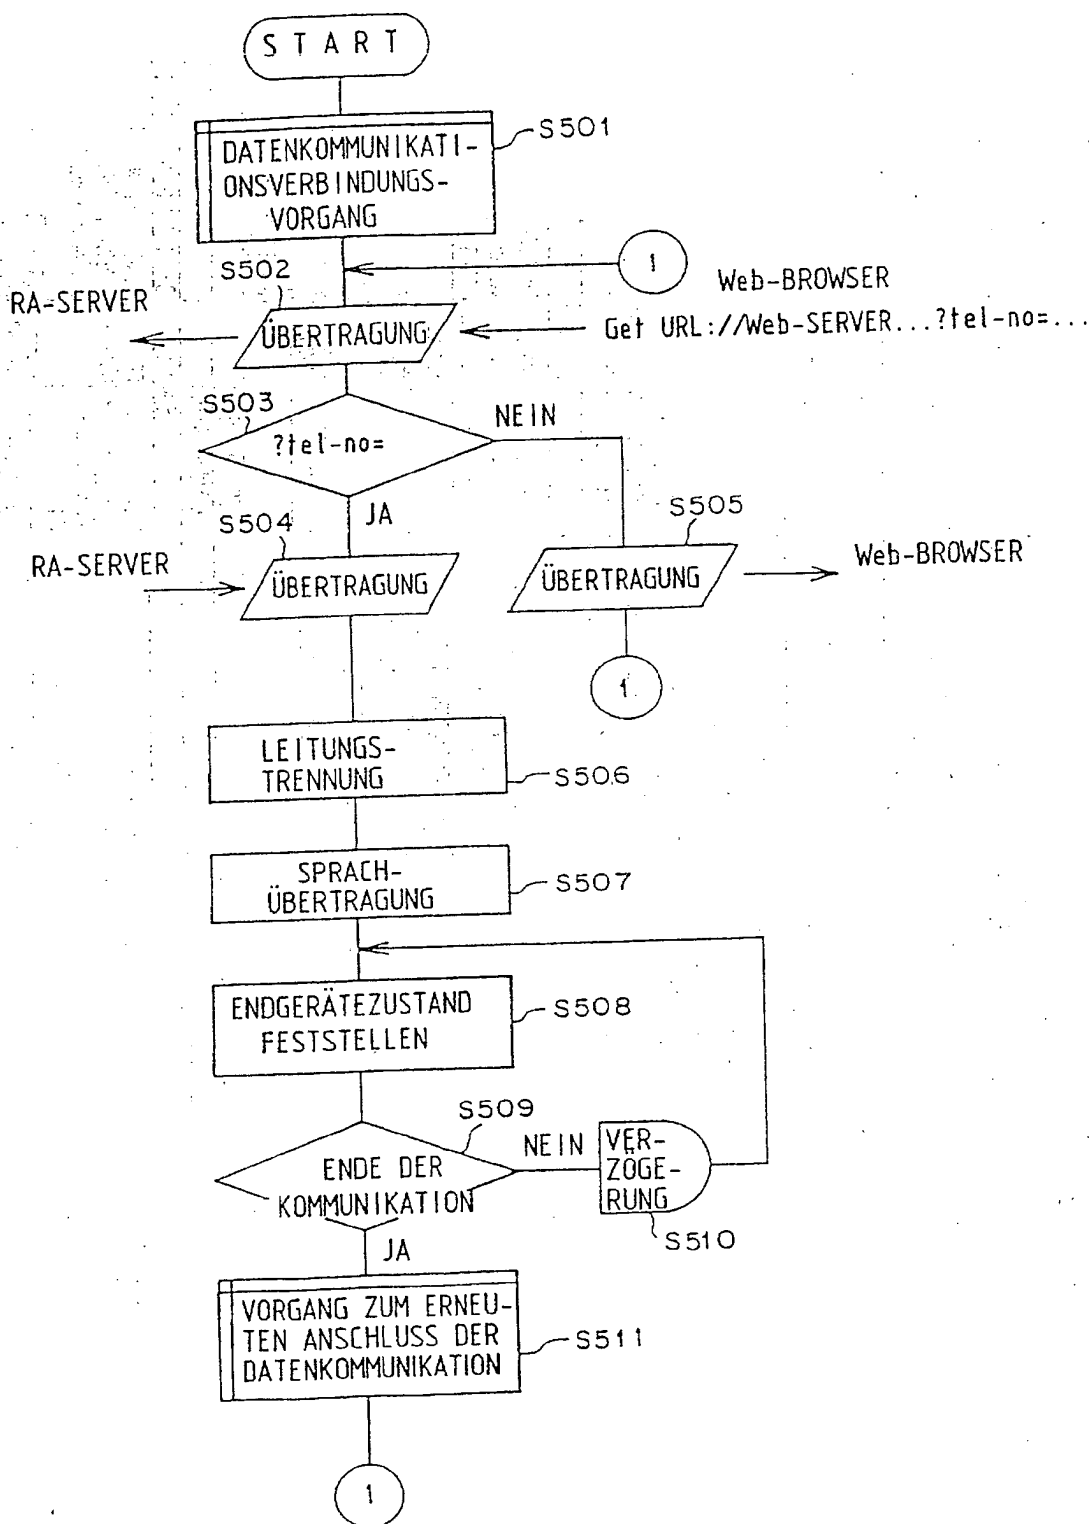 START
S501
DATENKOMMUNIKATI-
ONSVERBINDUNGS-
VORGANG
1
S502
Web-BROWSER
RA-SERVER
ÜBERTRAGUNG
Get URL://Web-SERVER...?tel-no=...
S503
NEIN
?tel-no=
JA
S504
S505
RA-SERVER
ÜBERTRAGUNG
ÜBERTRAGUNG
Web-BROWSER
1
LEITUNGS-
TRENNUNG
S506
SPRACH-
ÜBERTRAGUNG
S507
ENDGERÄTEZUSTAND
FESTSTELLEN
S508
S509
ENDE DER
KOMMUNIKATION
NEIN
VER-
ZÖGE-
RUNG
S510
JA
VORGANG ZUM ERNEU-
TEN ANSCHLUSS DER
DATENKOMMUNIKATION
S511
1